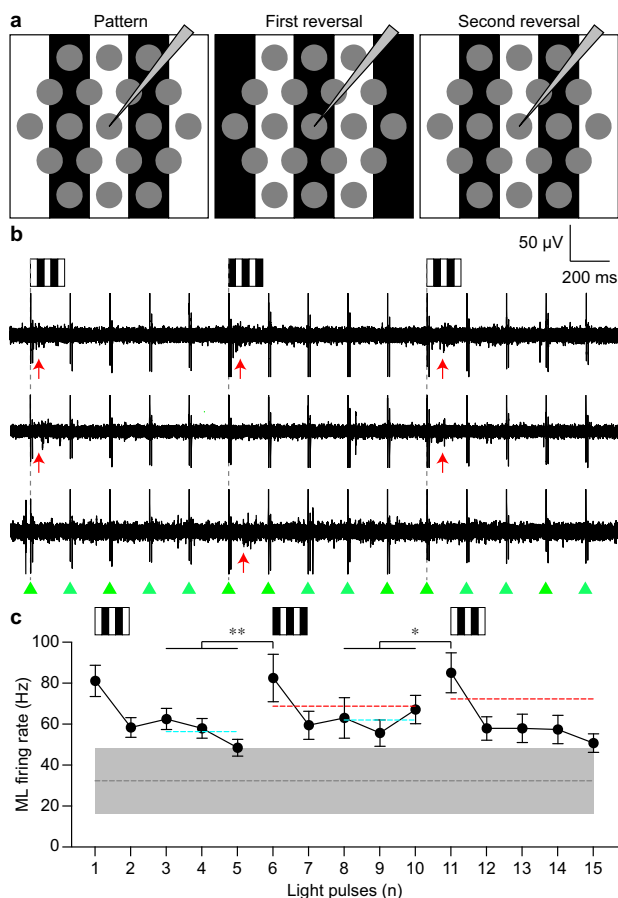 a
Pattern First reversal Second reversal
b
50 µV
200 ms
c
** *
100
80
60
40
20
0
ML firing rate (Hz)
1 2 3 4 5 6 7 8 9 10 11 12 13 14 15
Light pulses (n)